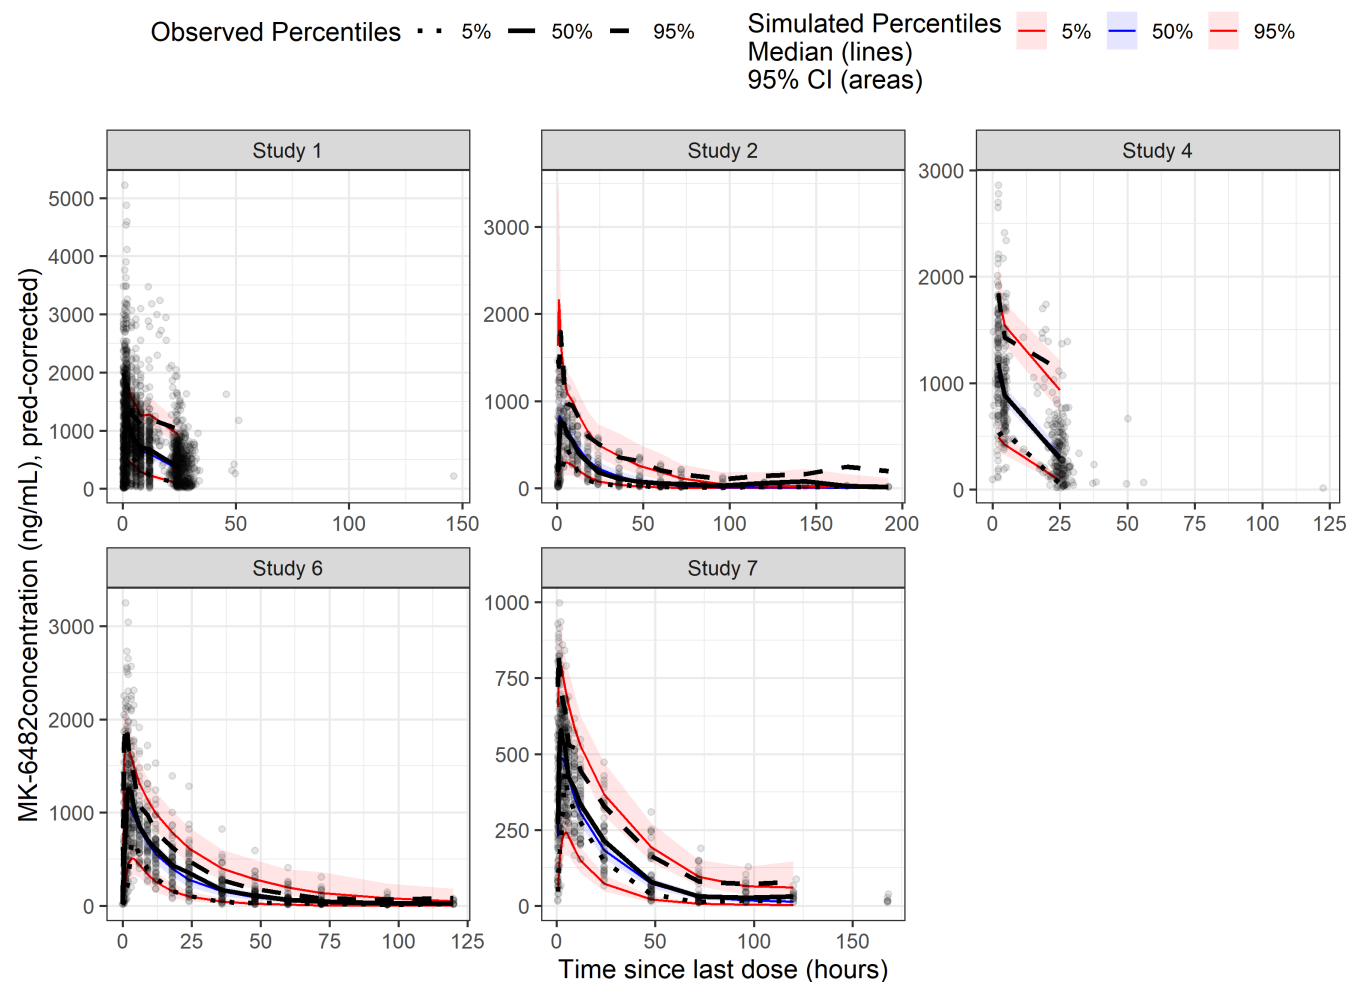 Observed Percentiles 5% 50% 95%
Simulated Percentiles 5% 50% 95%
Median (lines)
95% CI (areas)
Study 1
Study 2
Study 4
MK-6482concentration (ng/mL), pred-corrected)
5000
4000
3000
2000
1000
0
0 50 100 150
3000
2000
1000
0
0 50 100 150 200
3000
2000
1000
0
0 25 50 75 100 125
Study 6
Study 7
3000
2000
1000
0
0 25 50 75 100 125
1000
750
500
250
0
0 50 100 150
Time since last dose (hours)